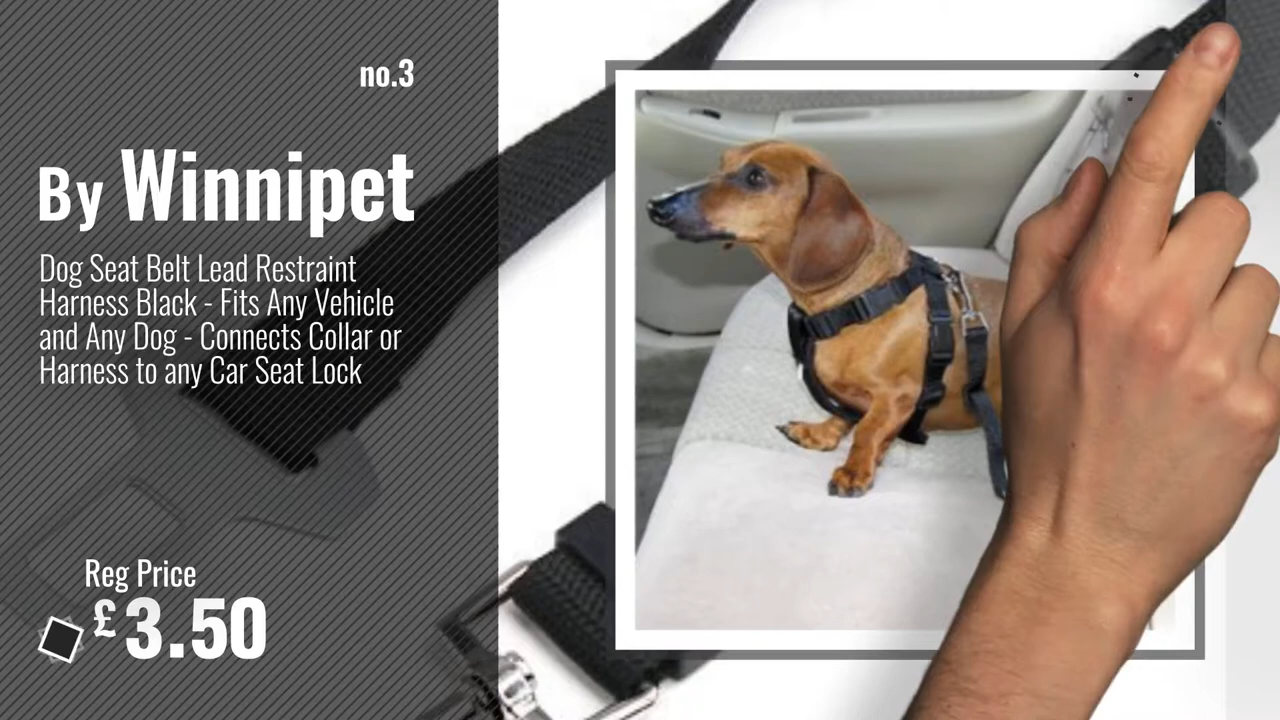 no.3
By Winnipet
Dog Seat Belt Lead Restraint
Harness Black - Fits Any Vehicle
and Any Dog - Connects Collar or
Harness to any Car Seat Lock
Reg Price
£3.50